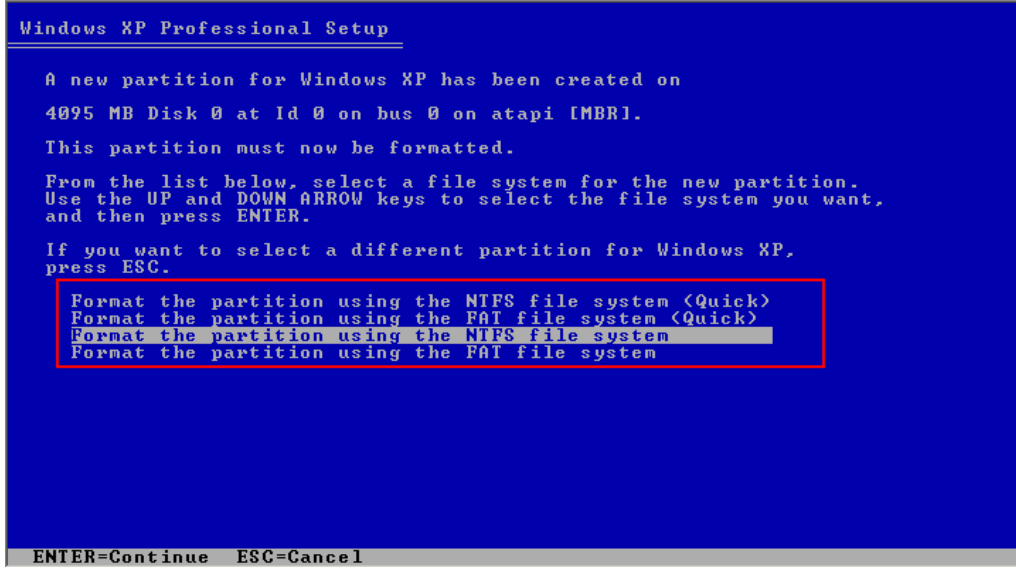 Windows XP Professional Setup
A new partition for Windows XP has been created on
4095 MB Disk 0 at Id 0 on bus 0 on atapi [MBR].
This partition must now be formatted.
From the list below, select a file system for the new partition.
Use the UP and DOWN ARROW keys to select the file system you want,
and then press ENTER.
If you want to select a different partition for Windows XP,
press ESC.
Format the partition using the NTFS file system (Quick)
Format the partition using the FAT file system (Quick)
Format the partition using the NTFS file system
Format the partition using the FAT file system
ENTER=Continue ESC=Cancel